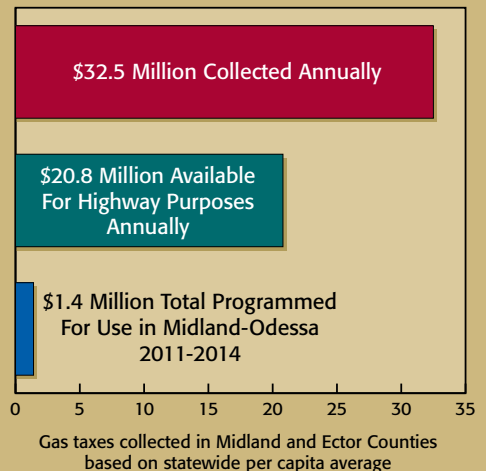 $32.5 Million Collected Annually
$20.8 Million Available
For Highway Purposes
Annually
$1.4 Million Total Programmed
For Use in Midland-Odessa
2011-2014
0 5 10 15 20 25 30 35
Gas taxes collected in Midland and Ector Counties
based on statewide per capita average